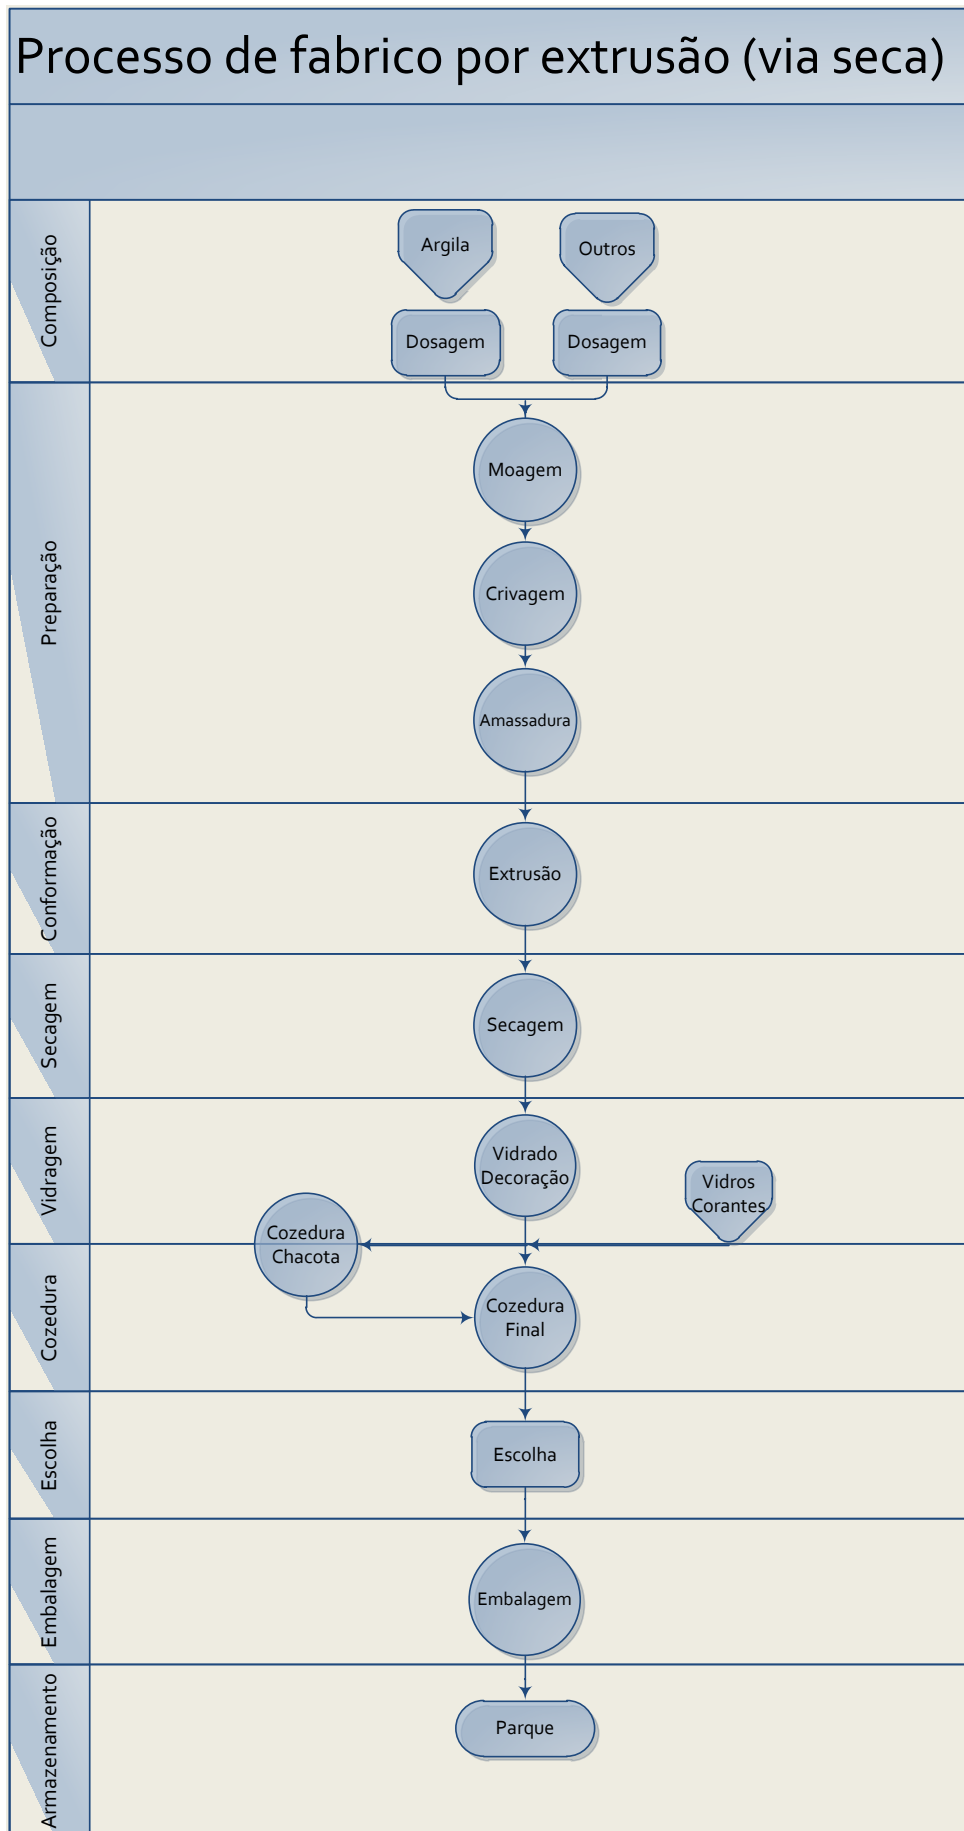 Processo de fabrico por extrusão (via seca)
Composição
Argila
Outros
Dosagem
Dosagem
Preparação
Moagem
Crivagem
Amassadura
Conformação
Extrusão
Secagem
Secagem
Vidragem
Vidrado
Decoração
Vidros
Corantes
Cozedura
Chacota
Cozedura
Cozedura
Final
Escolha
Escolha
Embalagem
Embalagem
Armazenamento
Parque